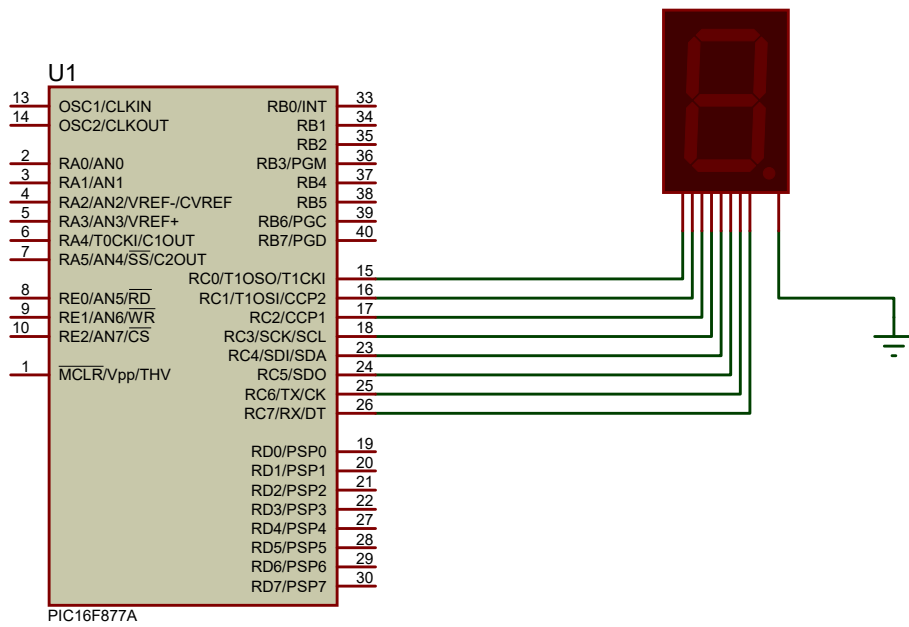 U1
13 OSC1/CLKIN RB0/INT 33
14 OSC2/CLKOUT RB1 34
RB2 35
2 RA0/AN0 RB3/PGM 36
3 RA1/AN1 RB4 37
4 RA2/AN2/VREF-/CVREF RB5 38
5 RA3/AN3/VREF+ RB6/PGC 39
6 RA4/T0CKI/C1OUT RB7/PGD 40
7 RA5/AN4/SS/C2OUT
RC0/T1OSO/T1CKI 15
8 RE0/AN5/RD RC1/T1OSI/CCP2 16
9 RE1/AN6/WR RC2/CCP1 17
10 RE2/AN7/CS RC3/SCK/SCL 18
RC4/SDI/SDA 23
1 MCLR/Vpp/THV RC5/SDO 24
RC6/TX/CK 25
RC7/RX/DT 26
RD0/PSP0 19
RD1/PSP1 20
RD2/PSP2 21
RD3/PSP3 22
RD4/PSP4 27
RD5/PSP5 28
RD6/PSP6 29
RD7/PSP7 30
PIC16F877A